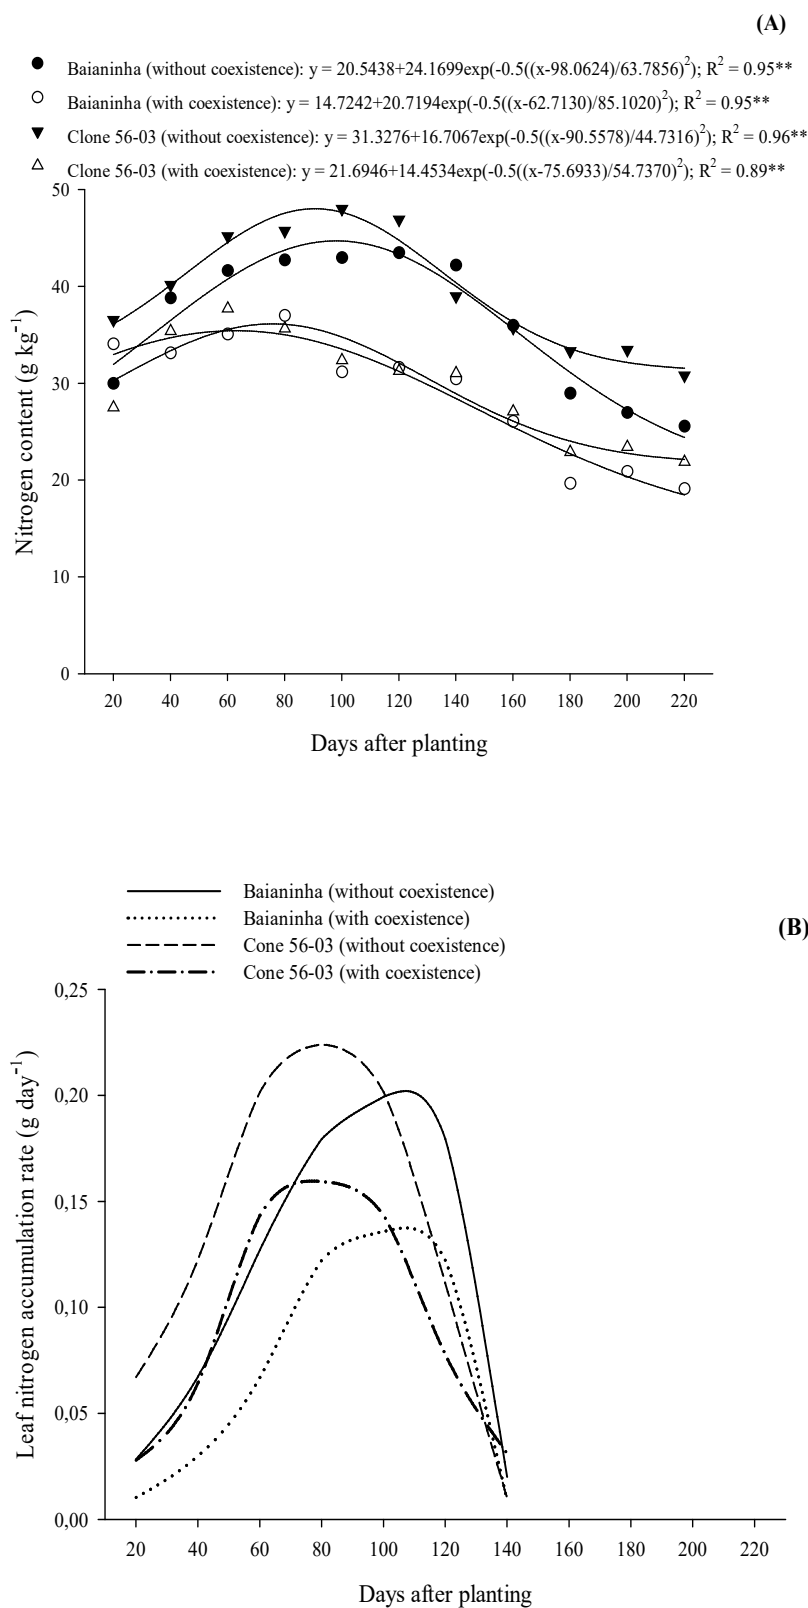 (A)
Baianinha (without coexistence): y = 20.5438+24.1699exp(-0.5((x-98.0624)/63.7856)²); R² = 0.95**
Baianinha (with coexistence): y = 14.7242+20.7194exp(-0.5((x-62.7130)/85.1020)²); R² = 0.95**
Clone 56-03 (without coexistence): y = 31.3276+16.7067exp(-0.5((x-90.5578)/44.7316)²); R² = 0.96**
Clone 56-03 (with coexistence): y = 21.6946+14.4534exp(-0.5((x-75.6933)/54.7370)²); R² = 0.89**
50
40
30
20
10
0
Nitrogen content (g kg⁻¹)
20 40 60 80 100 120 140 160 180 200 220
Days after planting
Baianinha (without coexistence)
Baianinha (with coexistence)
(B)
Cone 56-03 (without coexistence)
Cone 56-03 (with coexistence)
0,25
0,20
0,15
0,10
0,05
0,00
Leaf nitrogen accumulation rate (g day⁻¹)
20 40 60 80 100 120 140 160 180 200 220
Days after planting